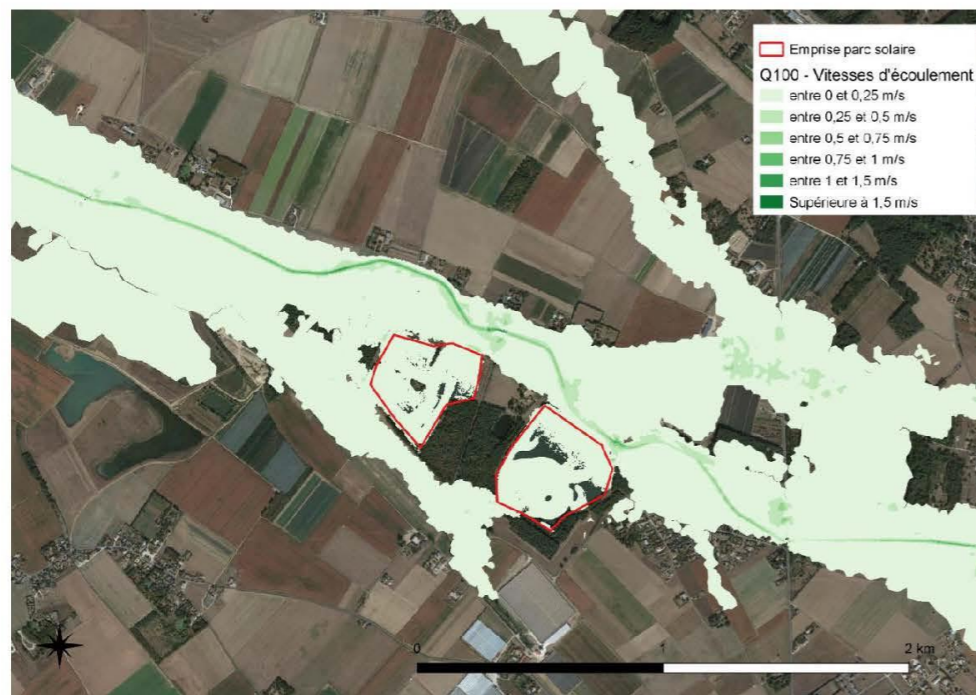 Emprise parc solaire
Q100 - Vitesses d'écoulement
entre 0 et 0,25 m/s
entre 0,25 et 0,5 m/s
entre 0,5 et 0,75 m/s
entre 0,75 et 1 m/s
entre 1 et 1,5 m/s
Supérieure à 1,5 m/s
0 1 2 km